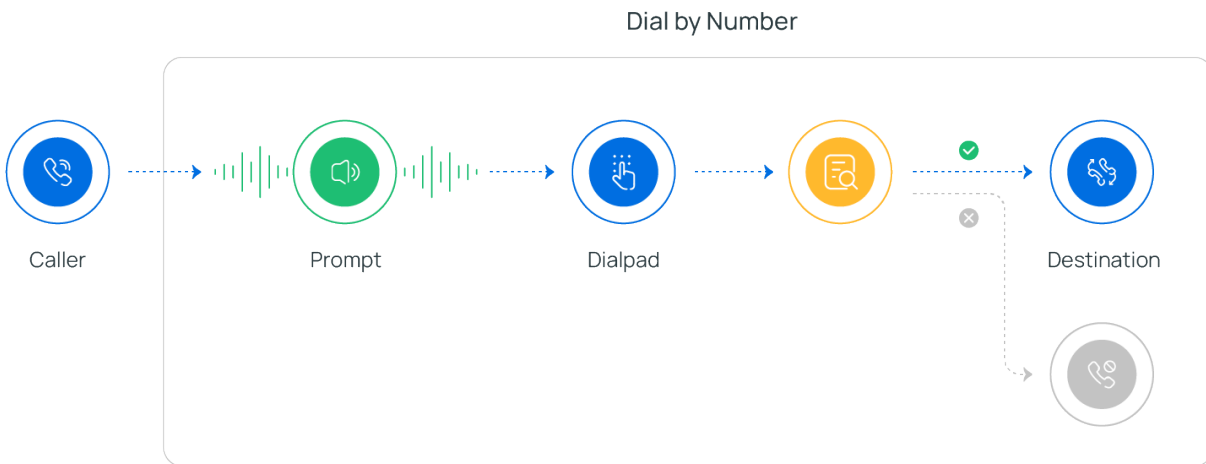 Dial by Number
Caller
Prompt
Dialpad
Destination